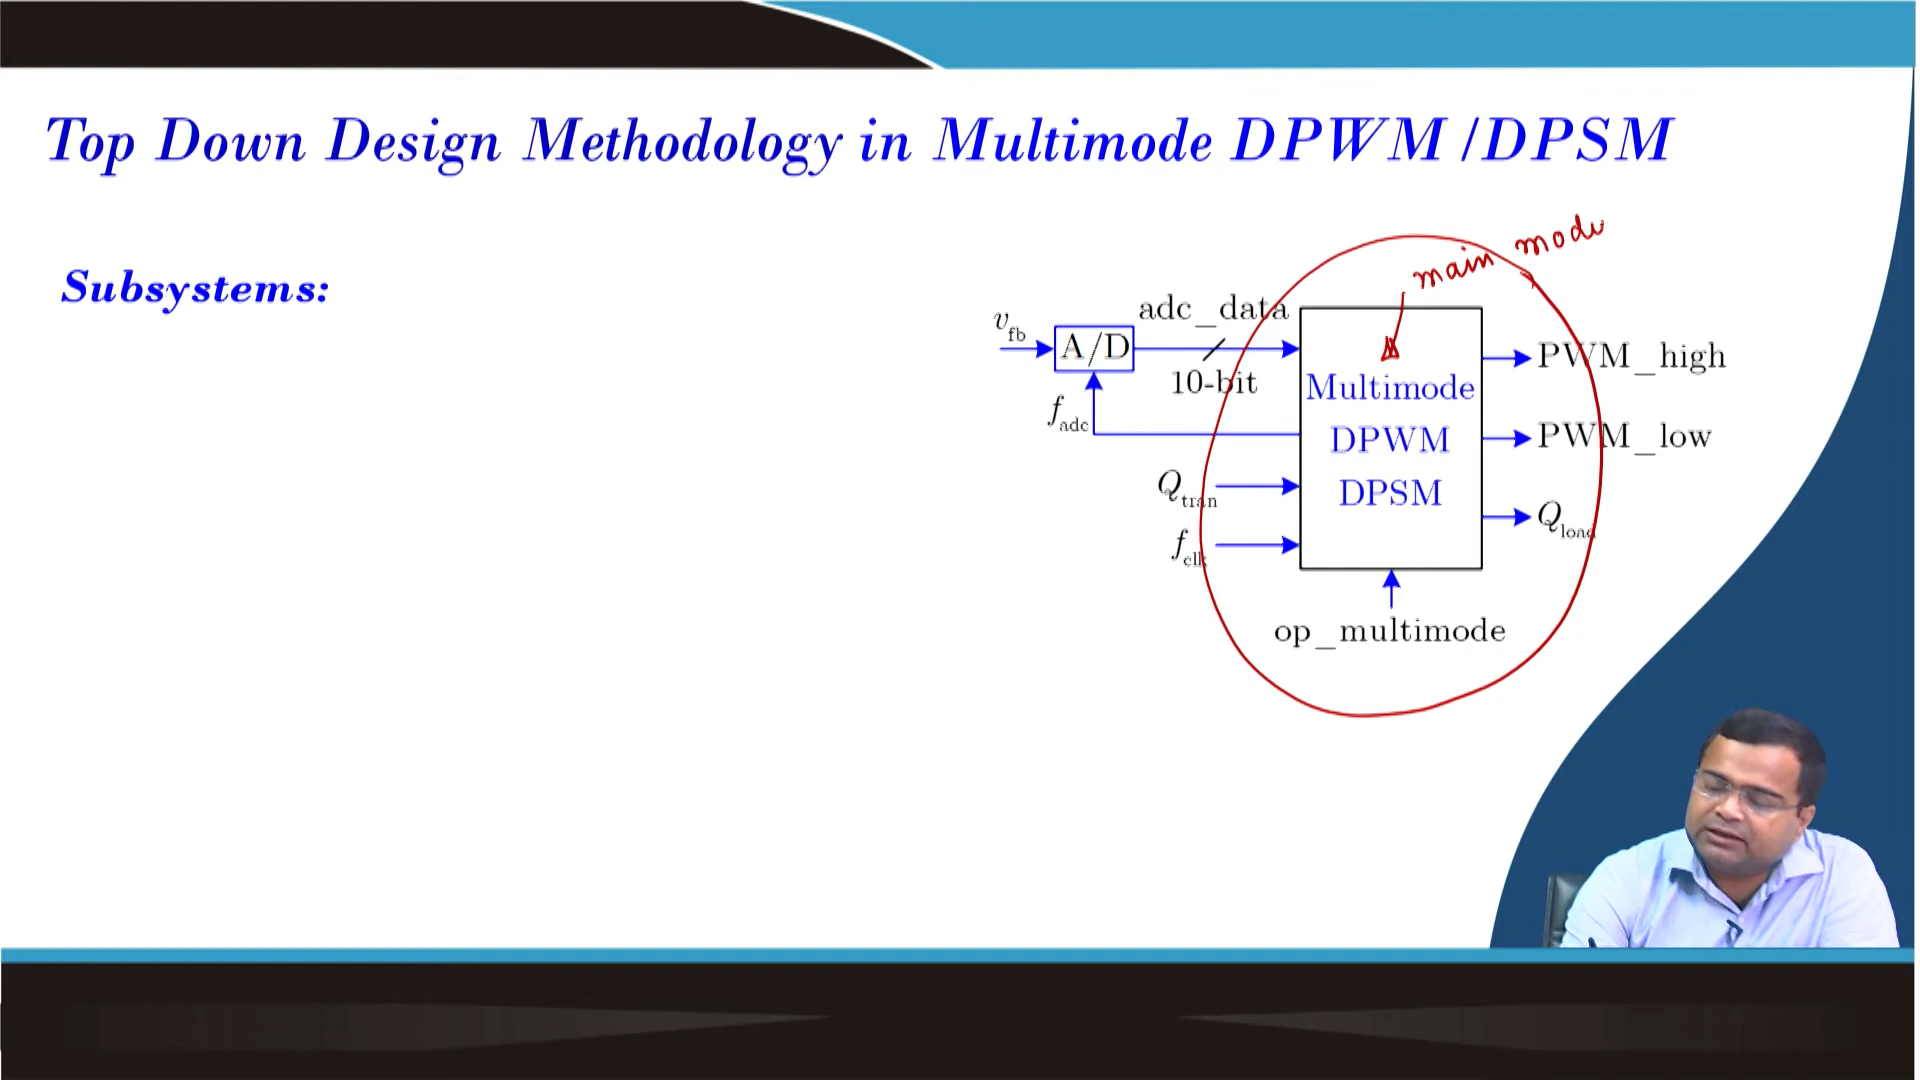 Top Down Design Methodology in Multimode DPWM/DPSM
Subsystems:
main modu
v_fb
A/D
adc_data
10-bit
f_adc
Q_tran
f_clk
Multimode
DPWM
DPSM
PWM_high
PWM_low
Q_load
op_multimode